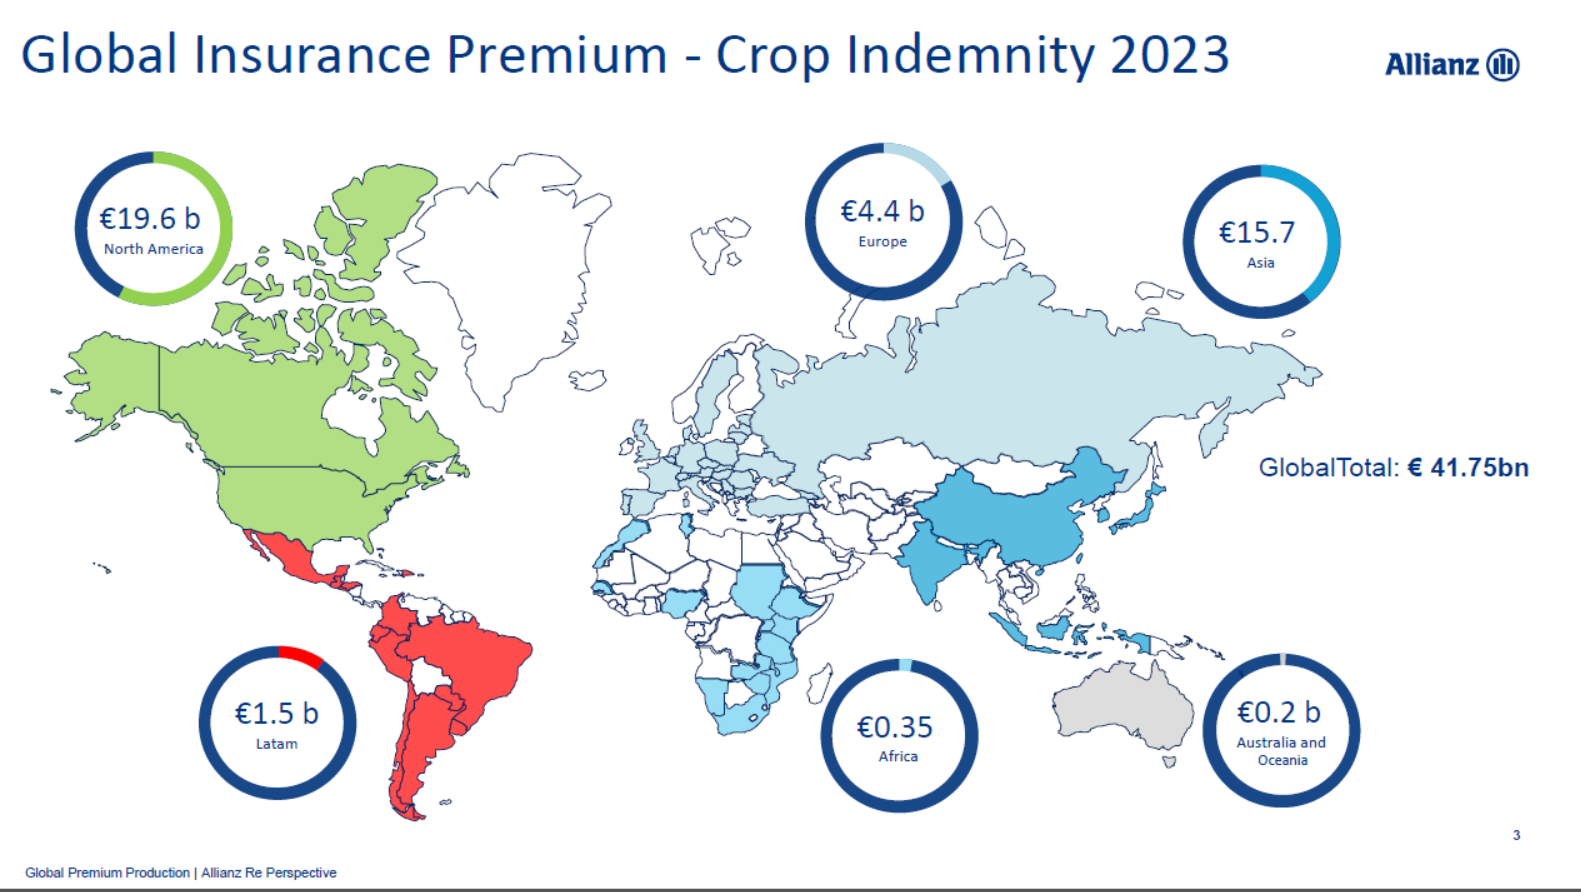 Global Insurance Premium - Crop Indemnity 2023
Allianz
€19.6 b
North America
€4.4 b
Europe
€15.7
Asia
GlobalTotal: € 41.75bn
€1.5 b
Latam
€0.35
Africa
€0.2 b
Australia and
Oceania
3
Global Premium Production | Allianz Re Perspective